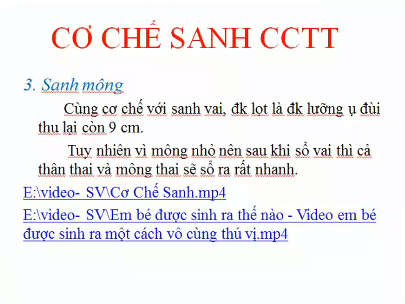 CƠ CHẾ SANH CCTT
3. Sanh mông
Cùng cơ chế với sanh vai, đk lọt là đk lưỡng ụ đùi
thu lại còn 9 cm.
Tuy nhiên vì mông nhỏ nên sau khi sổ vai thì cả
thân thai và mông thai sẽ sổ ra rất nhanh.
E:\video- SV\Cơ Chế Sanh.mp4
E:\video- SV\Em bé được sinh ra thế nào - Video em bé
được sinh ra một cách vô cùng thú vị.mp4